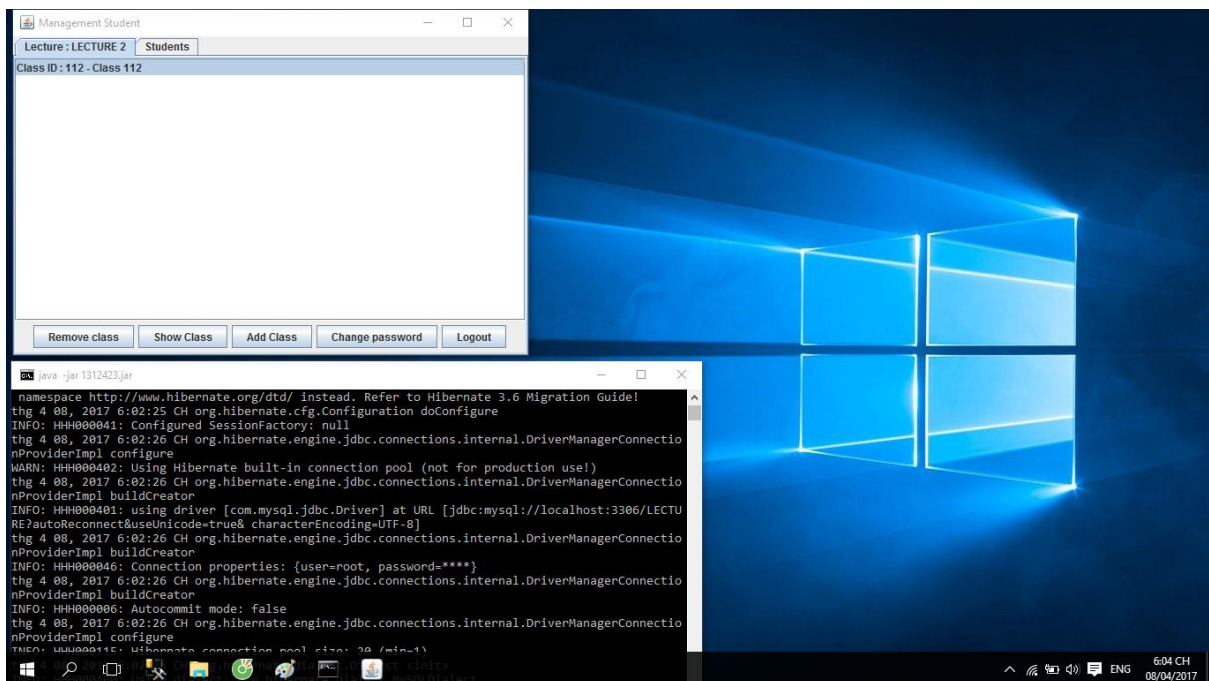 Management Student
Lecture : LECTURE 2 Students
Class ID : 112 - Class 112
Remove class Show Class Add Class Change password Logout
java -jar 1312423.jar
namespace http://www.hibernate.org/dtd/ instead. Refer to Hibernate 3.6 Migration Guide!
thg 4 08, 2017 6:02:25 CH org.hibernate.cfg.Configuration doConfigure
INFO: HHH000041: Configured SessionFactory: null
thg 4 08, 2017 6:02:26 CH org.hibernate.engine.jdbc.connections.internal.DriverManagerConnectio
nProviderImpl configure
WARN: HHH000402: Using Hibernate built-in connection pool (not for production use!)
thg 4 08, 2017 6:02:26 CH org.hibernate.engine.jdbc.connections.internal.DriverManagerConnectio
nProviderImpl buildCreator
INFO: HHH000401: using driver [com.mysql.jdbc.Driver] at URL [jdbc:mysql://localhost:3306/LECTU
RE?autoReconnect&useUnicode=true& characterEncoding=UTF-8]
thg 4 08, 2017 6:02:26 CH org.hibernate.engine.jdbc.connections.internal.DriverManagerConnectio
nProviderImpl buildCreator
INFO: HHH000046: Connection properties: {user=root, password=****}
thg 4 08, 2017 6:02:26 CH org.hibernate.engine.jdbc.connections.internal.DriverManagerConnectio
nProviderImpl buildCreator
INFO: HHH000006: Autocommit mode: false
thg 4 08, 2017 6:02:26 CH org.hibernate.engine.jdbc.connections.internal.DriverManagerConnectio
nProviderImpl configure
INFO: HHH000115: Hibernate connection pool size: 20 (min=1)
ENG
6:04 CH
08/04/2017